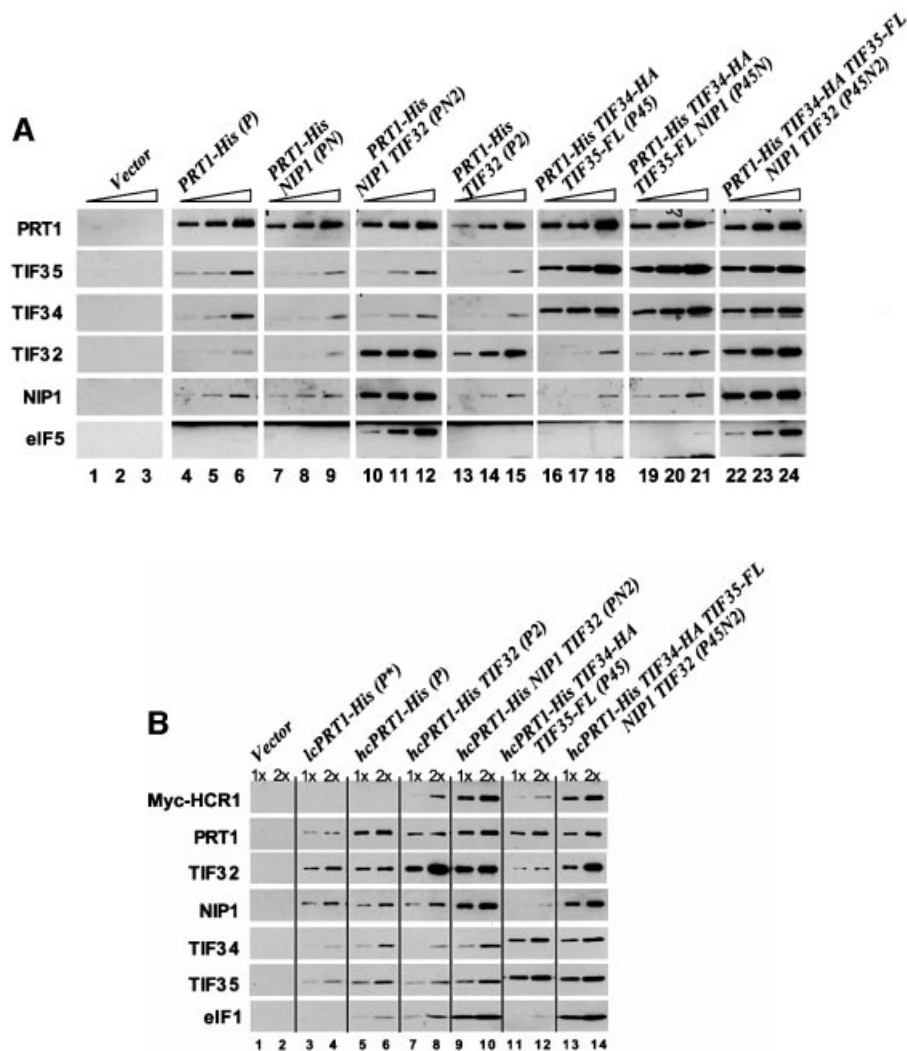 A
Vector
PRT1-His (P)
PRT1-His
NIP1 (PN)
PRT1-His
NIP1 TIF32 (PN2)
PRT1-His
TIF32 (P2)
PRT1-His TIF34-HA
TIF35-FL (P45)
PRT1-His TIF34-HA
TIF35-FL NIP1 (P45N)
PRT1-His TIF34-HA TIF35-FL
NIP1 TIF32 (P45N2)
PRT1
TIF35
TIF34
TIF32
NIP1
eIF5
1 2 3 4 5 6 7 8 9 10 11 12 13 14 15 16 17 18 19 20 21 22 23 24
B
Vector
lcPRT1-His (P*)
hcPRT1-His (P)
hcPRT1-His TIF32 (P2)
hcPRT1-His NIP1 TIF32 (PN2)
hcPRT1-His TIF34-HA
TIF35-FL (P45)
hcPRT1-His TIF34-HA TIF35-FL
NIP1 TIF32 (P45N2)
1x 2x 1x 2x 1x 2x 1x 2x 1x 2x 1x 2x 1x 2x
Myc-HCR1
PRT1
TIF32
NIP1
TIF34
TIF35
eIF1
1 2 3 4 5 6 7 8 9 10 11 12 13 14